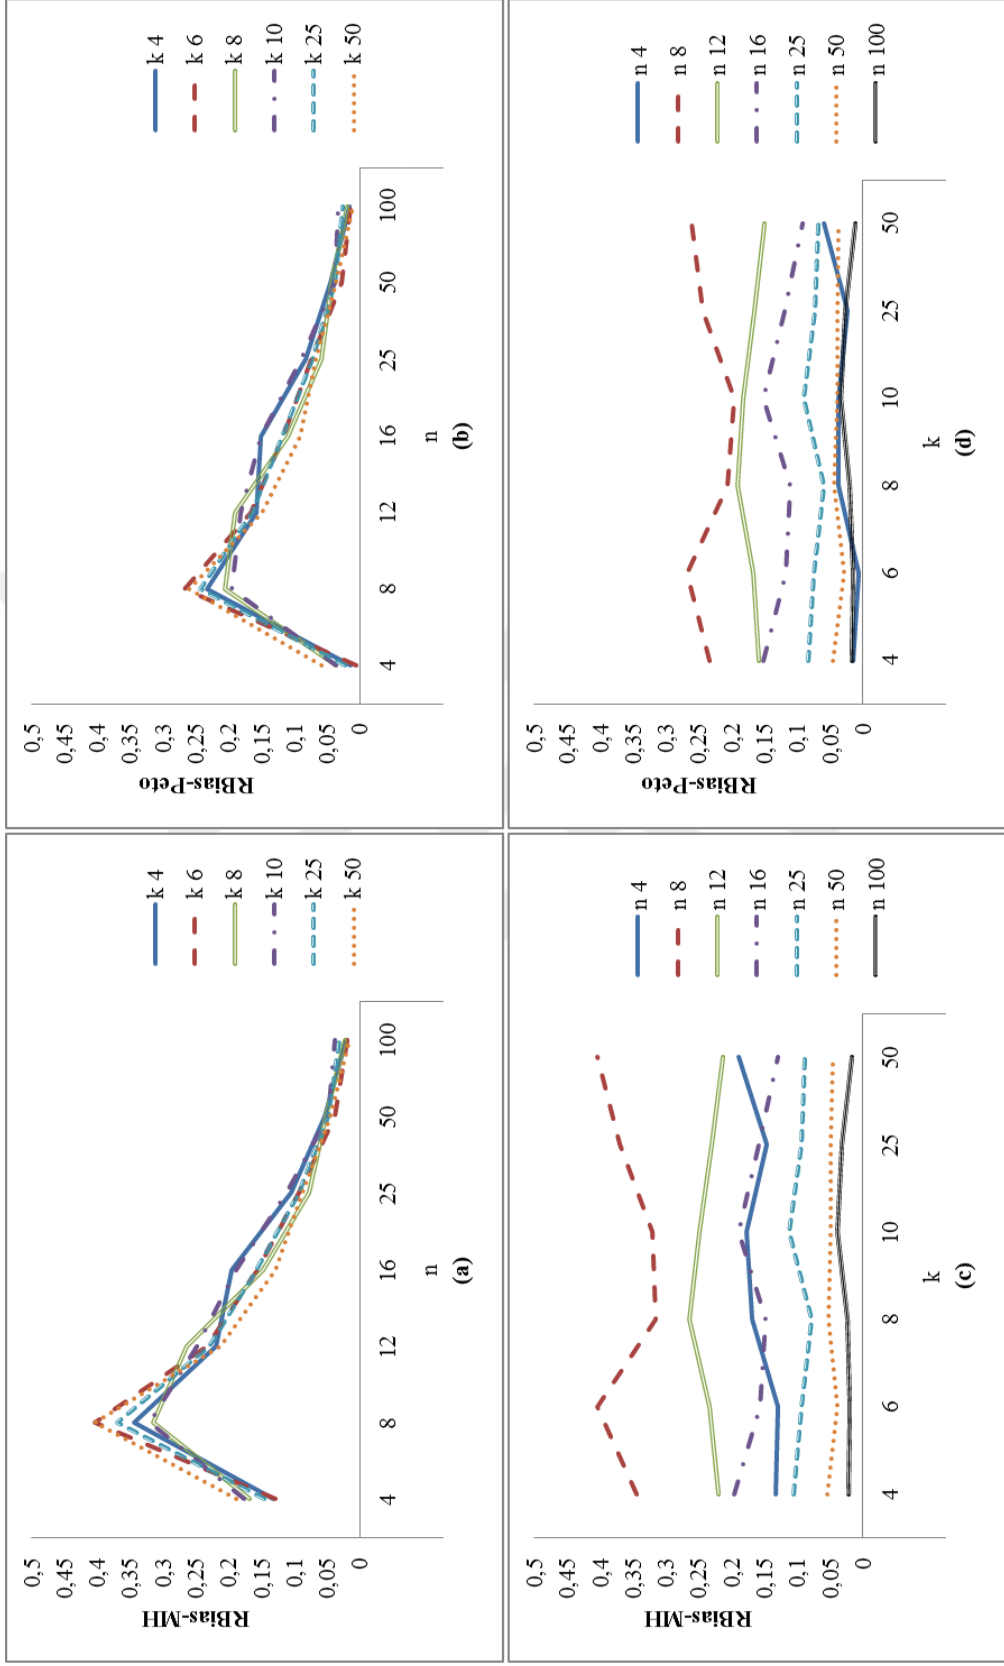 0,5
0,45
0,4
0,35
0,3
0,25
0,2
0,15
0,1
0,05
0
RBias-MH
4 8 12 16 25 50 100
n
(a)
k 4
k 6
k 8
k 10
k 25
k 50
0,5
0,45
0,4
0,35
0,3
0,25
0,2
0,15
0,1
0,05
0
RBias-Peto
4 8 12 16 25 50 100
n
(b)
k 4
k 6
k 8
k 10
k 25
k 50
0,5
0,45
0,4
0,35
0,3
0,25
0,2
0,15
0,1
0,05
0
RBias-MH
4 6 8 10 25 50
k
(c)
n 4
n 8
n 12
n 16
n 25
n 50
n 100
0,5
0,45
0,4
0,35
0,3
0,25
0,2
0,15
0,1
0,05
0
RBias-Peto
4 6 8 10 25 50
k
(d)
n 4
n 8
n 12
n 16
n 25
n 50
n 100